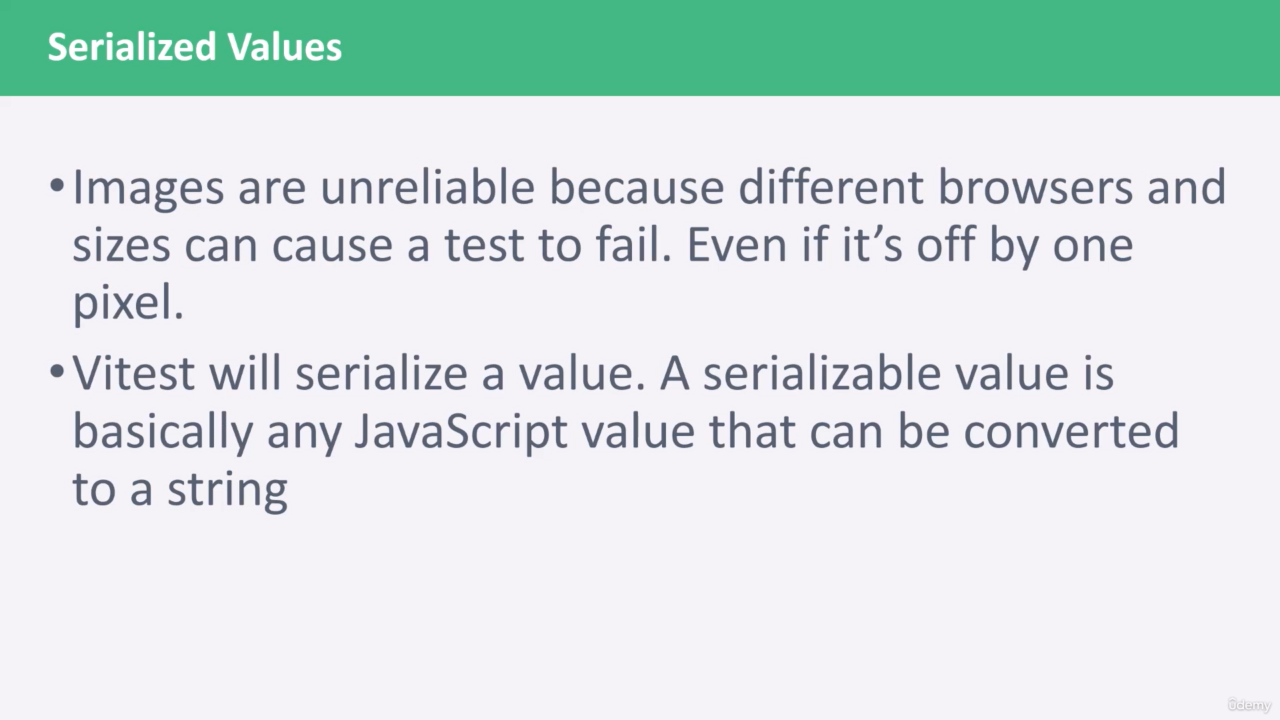 Serialized Values
•Images are unreliable because different browsers and
sizes can cause a test to fail. Even if it’s off by one
pixel.
•Vitest will serialize a value. A serializable value is
basically any JavaScript value that can be converted
to a string
ûdemy